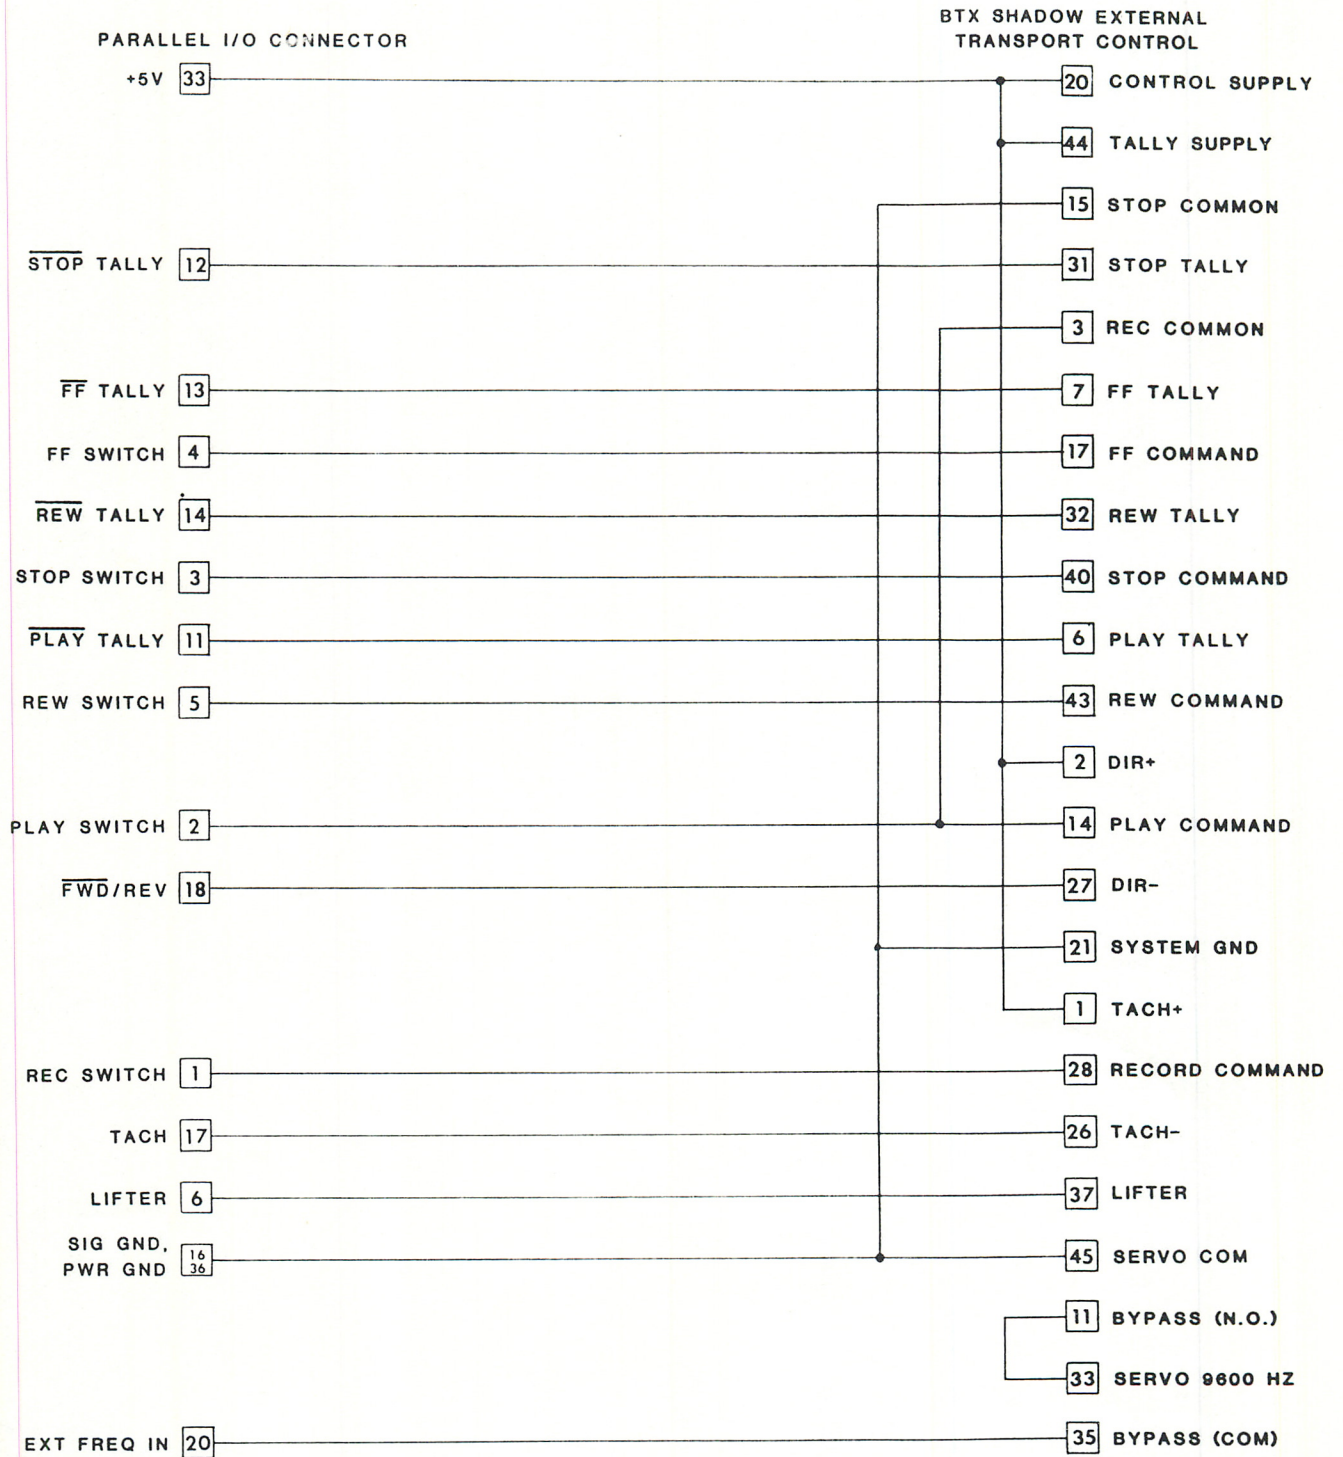 BTX SHADOW EXTERNAL
TRANSPORT CONTROL
PARALLEL I/O CONNECTOR
+5V 33 20 CONTROL SUPPLY
44 TALLY SUPPLY
15 STOP COMMON
STOP TALLY 12 31 STOP TALLY
3 REC COMMON
FF TALLY 13 7 FF TALLY
FF SWITCH 4 17 FF COMMAND
REW TALLY 14 32 REW TALLY
STOP SWITCH 3 40 STOP COMMAND
PLAY TALLY 11 6 PLAY TALLY
REW SWITCH 5 43 REW COMMAND
2 DIR+
PLAY SWITCH 2 14 PLAY COMMAND
FWD/REV 18 27 DIR-
21 SYSTEM GND
1 TACH+
REC SWITCH 1 28 RECORD COMMAND
TACH 17 26 TACH-
LIFTER 6 37 LIFTER
SIG GND, 16
PWR GND 36 45 SERVO COM
11 BYPASS (N.O.)
33 SERVO 9600 HZ
EXT FREQ IN 20 35 BYPASS (COM)